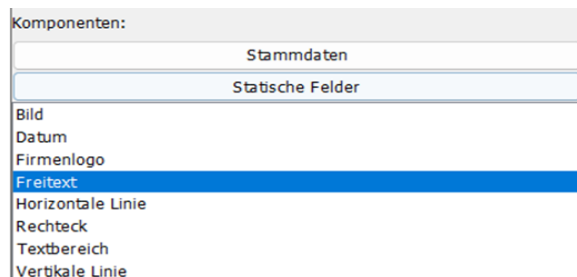 Komponenten:
Stammdaten
Statische Felder
Bild
Datum
Firmenlogo
Freitext
Horizontale Linie
Rechteck
Textbereich
Vertikale Linie